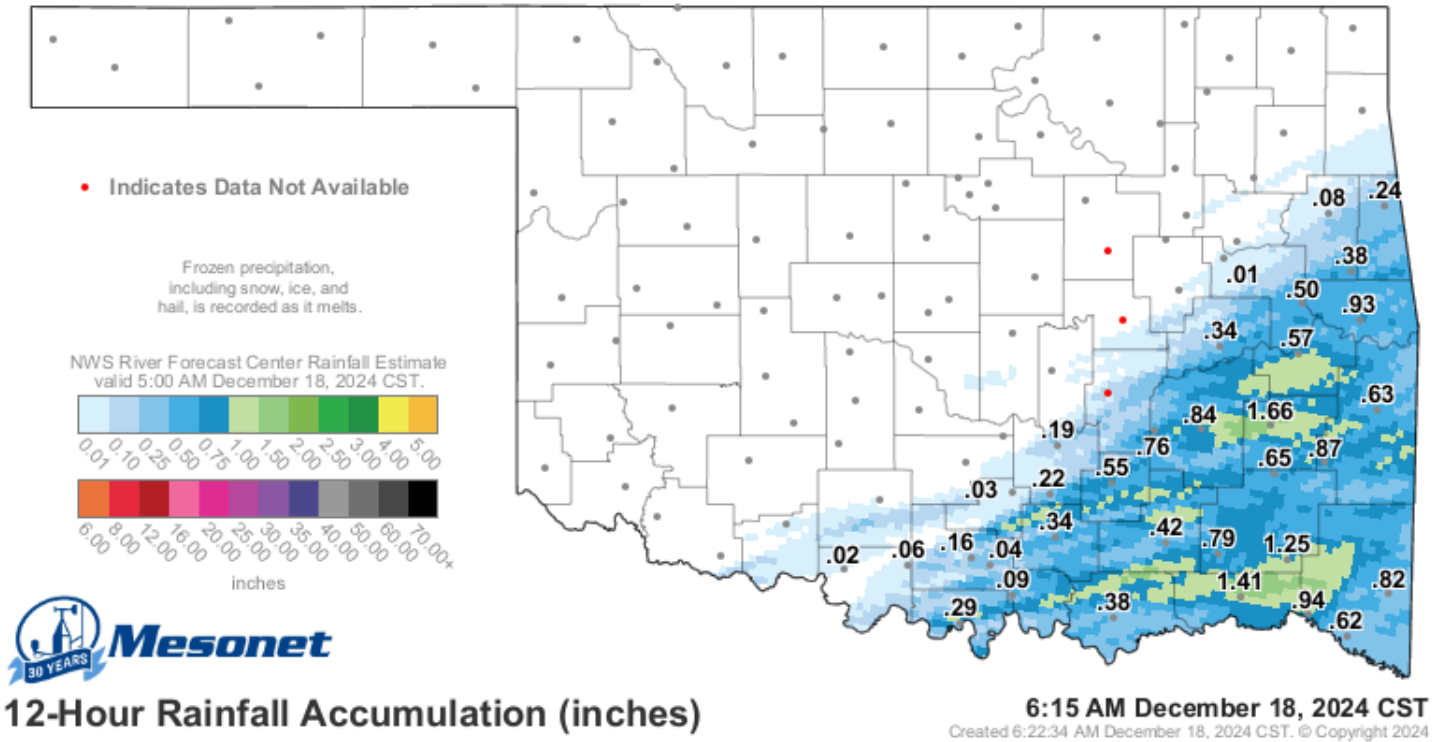 Indicates Data Not Available
Frozen precipitation,
including snow, ice, and
hail, is recorded as it melts.
NWS River Forecast Center Rainfall Estimate
valid 5:00 AM December 18, 2024 CST.
0.01 0.10 0.25 0.50 0.75 1.00 1.50 2.00 2.50 3.00 4.00 5.00
6.00 8.00 12.00 16.00 20.00 25.00 30.00 35.00 40.00 50.00 60.00 70.00+
inches
.08 .24
.38
.01
.50
.93
.34
.57
.63
.84 1.66
.19
.76 .87
.55 .65
.22
.03
.34
.42
.79 1.25
.16 .04
.06
.02
.09
1.41 .82
.29 .38 .94
.62
30 YEARS
Mesonet
12-Hour Rainfall Accumulation (inches)
6:15 AM December 18, 2024 CST
Created 6:22:34 AM December 18, 2024 CST. © Copyright 2024